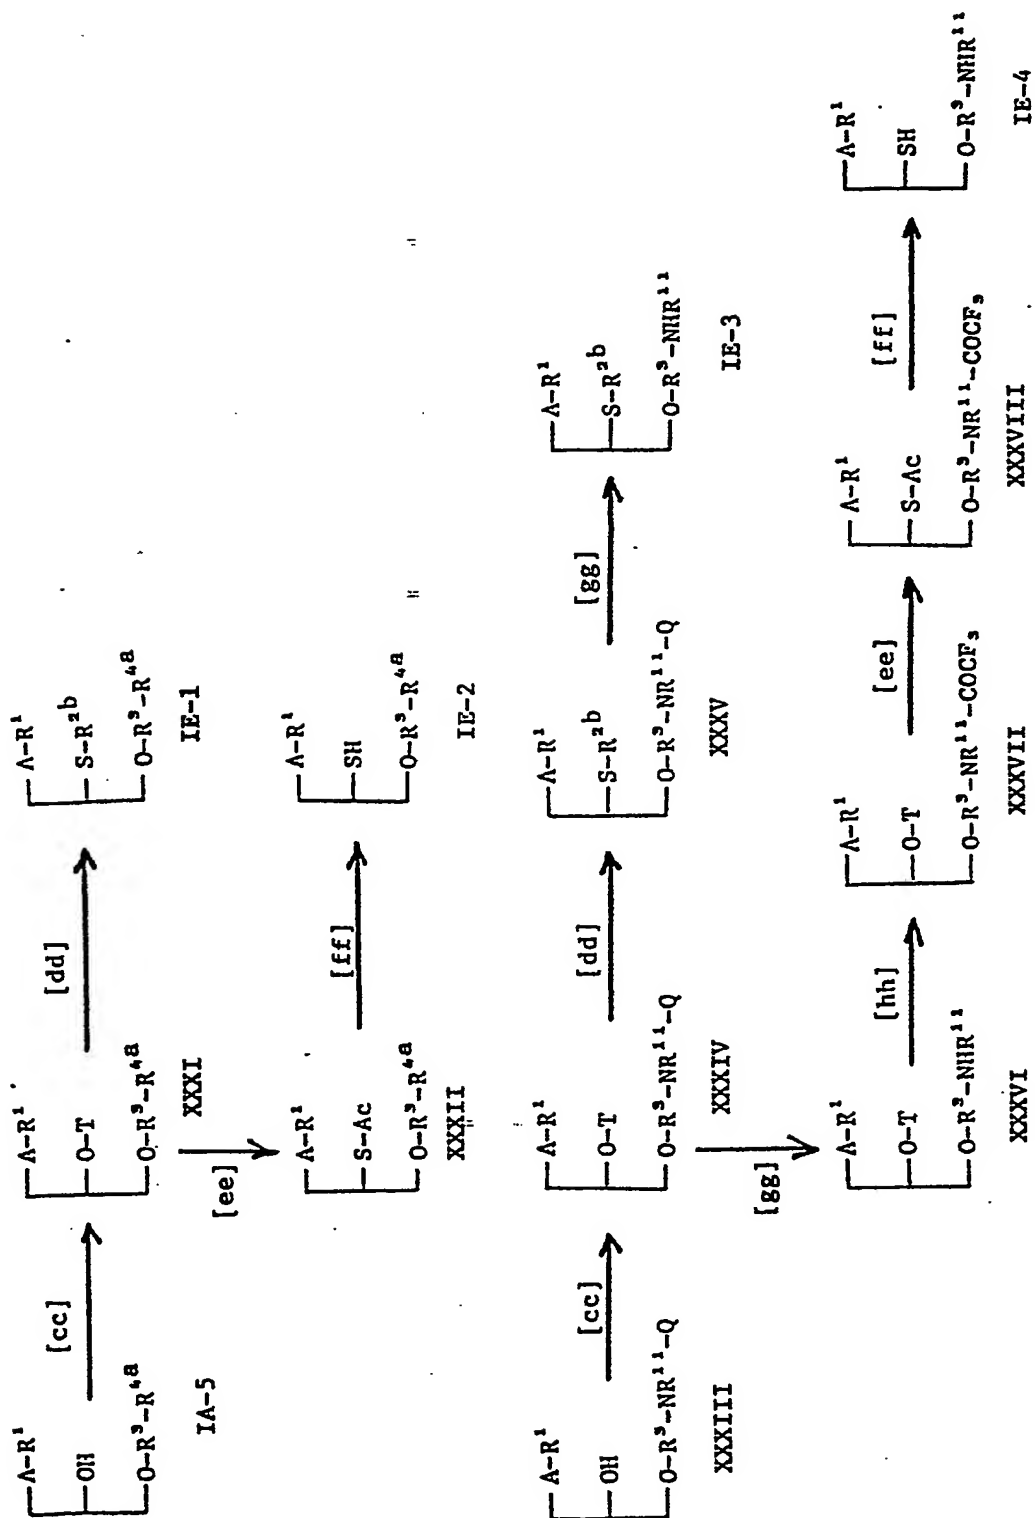 A-R¹
OH
O-R³-R⁴ᵃ
IA-5
[cc]
A-R¹
O-T
O-R³-R⁴ᵃ
XXXI
[dd]
A-R¹
S-R²ᵇ
O-R³-R⁴ᵃ
IE-1
[ee]
A-R¹
S-Ac
O-R³-R⁴ᵃ
XXXII
[ff]
A-R¹
SH
O-R³-R⁴ᵃ
IE-2
A-R¹
OH
O-R³-NR¹¹-Q
XXXIII
[cc]
A-R¹
O-T
O-R³-NR¹¹-Q
XXXIV
[dd]
A-R¹
S-R²ᵇ
O-R³-NR¹¹-Q
XXXV
[gg]
A-R¹
S-R²ᵇ
O-R³-NHR¹¹
IE-3
[gg]
A-R¹
O-T
O-R³-NHR¹¹
XXXVI
[hh]
A-R¹
O-T
O-R³-NR¹¹-COCF₃
XXXVII
[ee]
A-R¹
S-Ac
O-R³-NR¹¹-COCF₃
XXXVIII
[ff]
A-R¹
SH
O-R³-NHR¹¹
IE-4